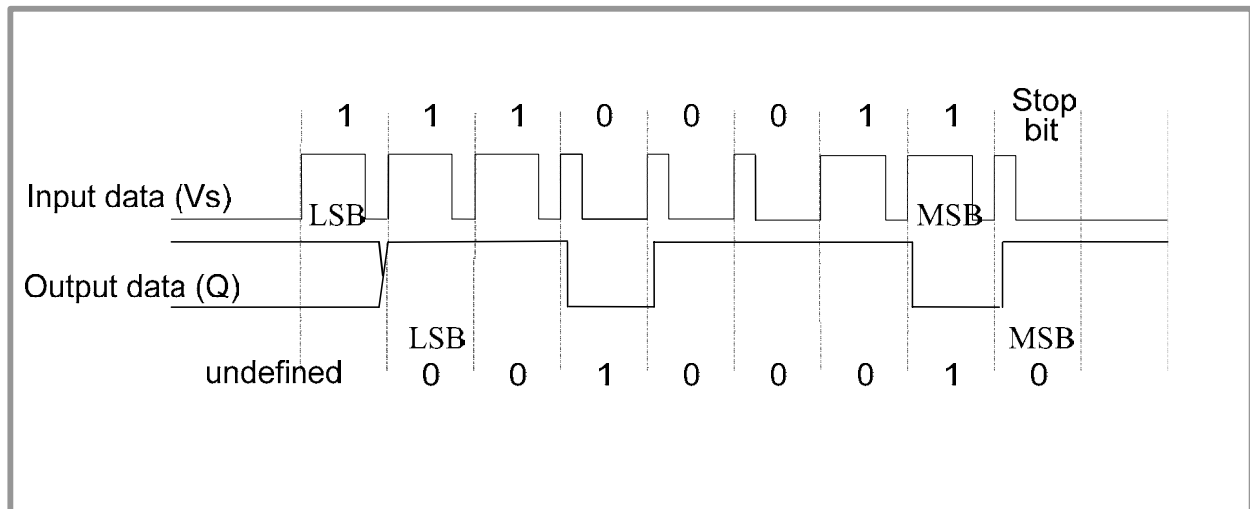 1 1 1 0 0 0 1 1 Stop bit
Input data (Vs)
LSB MSB
Output data (Q)
LSB MSB
undefined 0 0 1 0 0 0 1 0